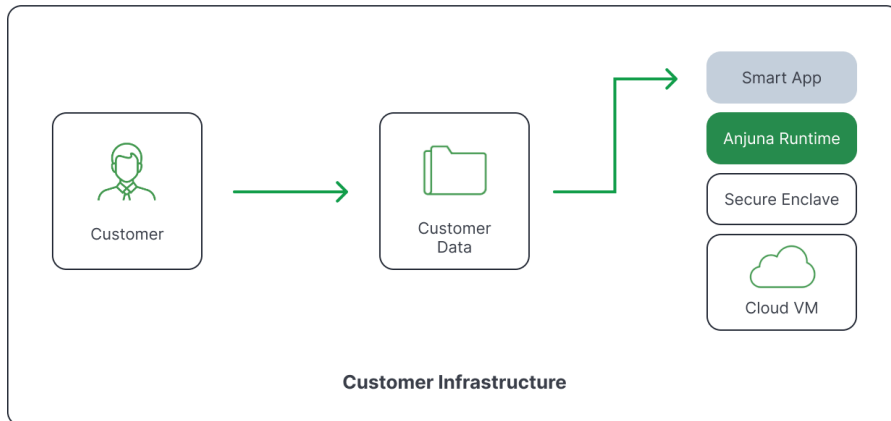 Customer
Customer
Data
Smart App
Anjuna Runtime
Secure Enclave
Cloud VM
Customer Infrastructure